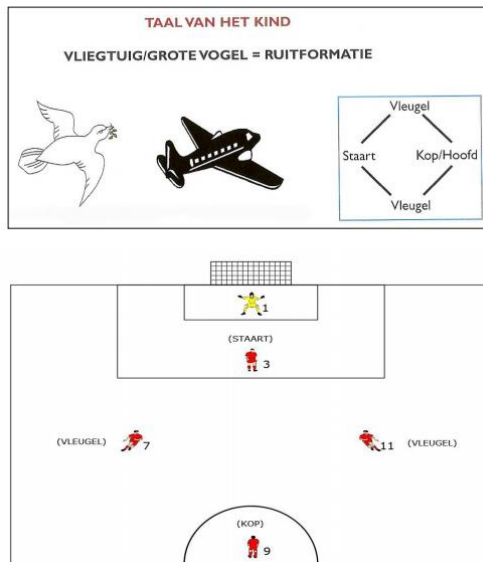 TAAL VAN HET KIND
VLIEGTUIG/GROTE VOGEL = RUITFORMATIE
Vleugel
Staart Kop/Hoofd
Vleugel
1
(STAART)
3
(VLEUGEL) 7 11 (VLEUGEL)
(KOP)
9